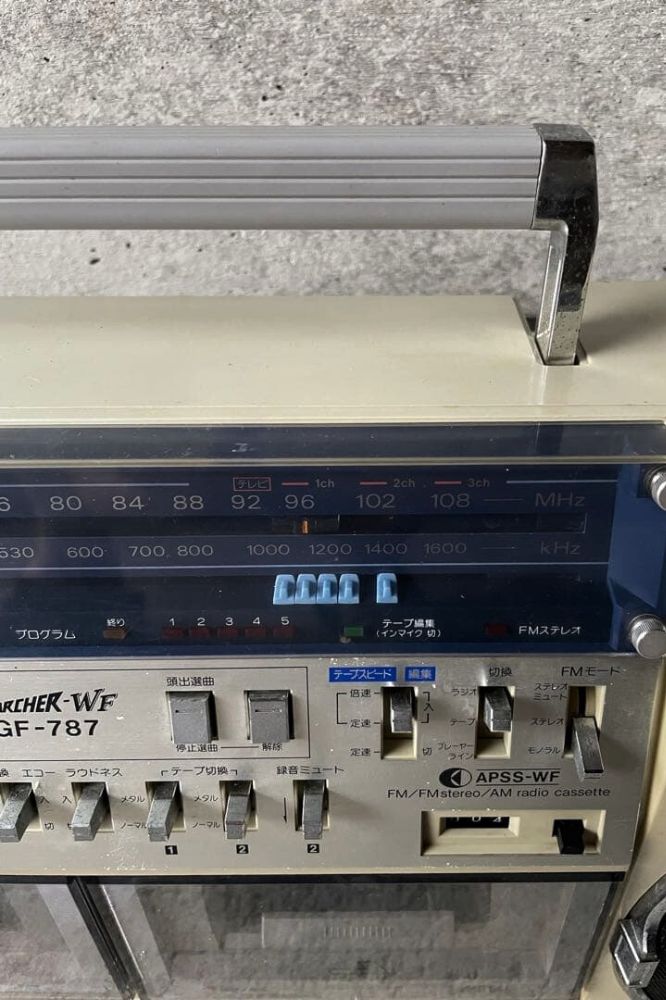 テレビ 1ch 2ch 3ch
6 80 84 88 92 96 102 108 MHz
530 600 700 800 1000 1200 1400 1600 kHz
プログラム 終り 1 2 3 4 5 テープ編集 FMステレオ
(インマイク 切)
ARCHER-WF
GF-787
頭出選曲
停止選曲 解除
テープスピード 編集 切換 FMモード
倍速 入 ラジオ ステレオ
ミュート
定速 テープ ステレオ
定速 切 プレーヤー
ライン モノラル
APSS-WF
FM/FM stereo/AM radio cassette
換 エコー ラウドネス テープ切換 録音ミュート
入 入 メタル メタル
切 ノーマル ノーマル
1 2 2